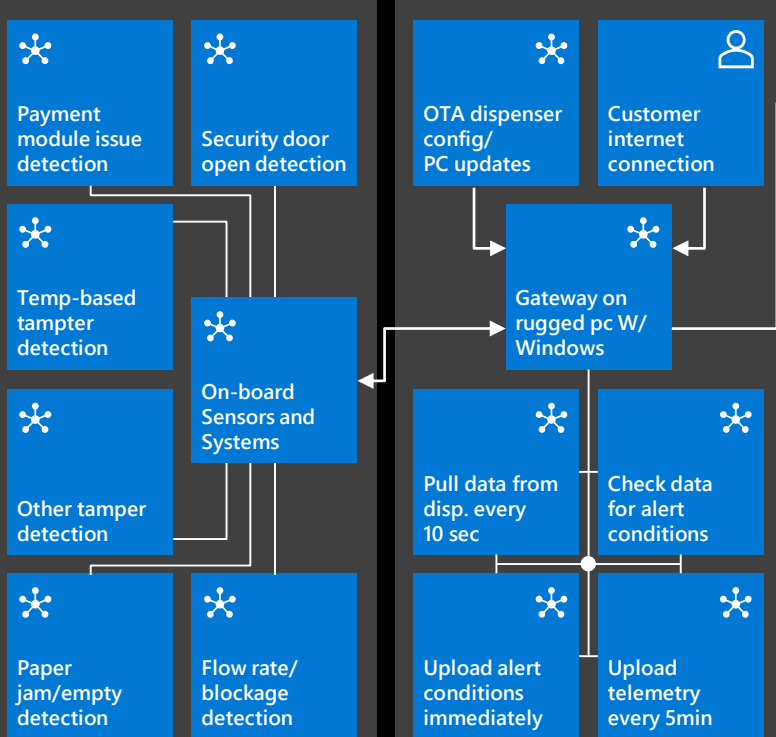 Payment
module issue
detection
Security door
open detection
OTA dispenser
config/
PC updates
Customer
internet
connection
Temp-based
tampter
detection
On-board
Sensors and
Systems
Gateway on
rugged pc W/
Windows
Other tamper
detection
Pull data from
disp. every
10 sec
Check data
for alert
conditions
Paper
jam/empty
detection
Flow rate/
blockage
detection
Upload alert
conditions
immediately
Upload
telemetry
every 5min